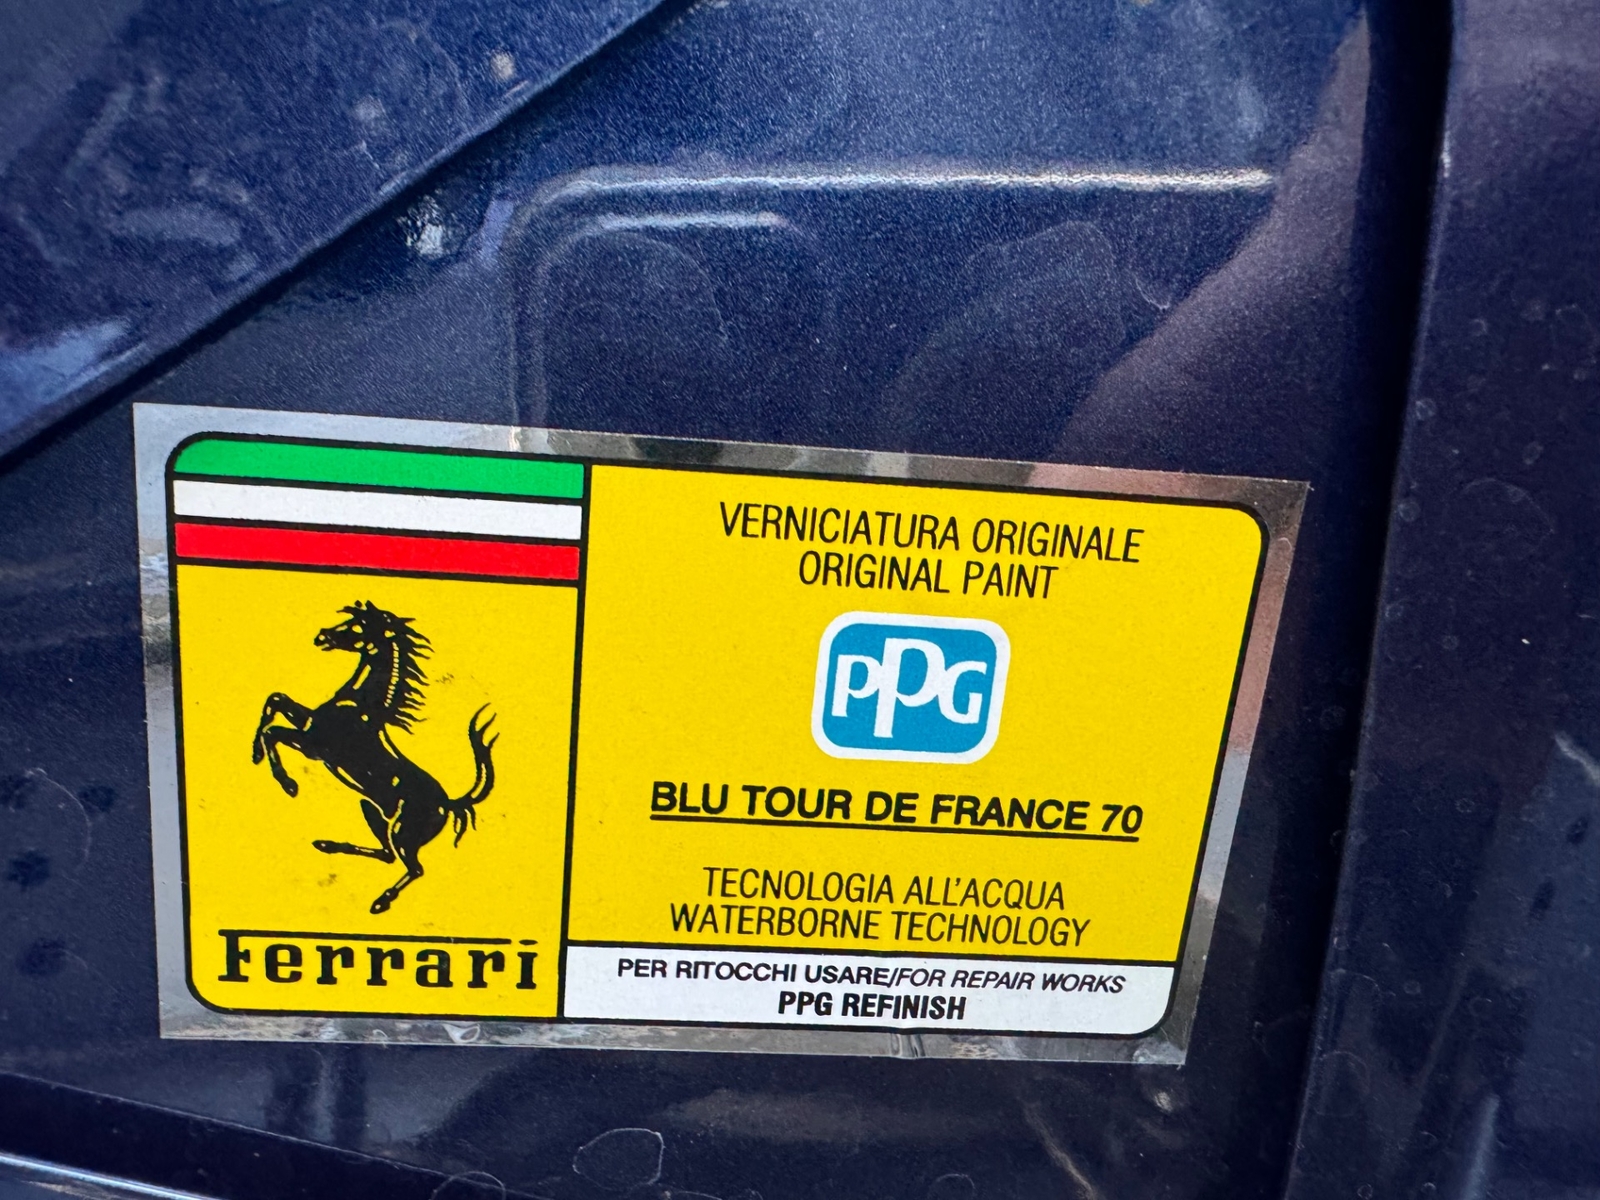 VERNICIATURA ORIGINALE
ORIGINAL PAINT
PPG
BLU TOUR DE FRANCE 70
TECNOLOGIA ALL'ACQUA
WATERBORNE TECHNOLOGY
Ferrari
PER RITOCCHI USARE/FOR REPAIR WORKS
PPG REFINISH